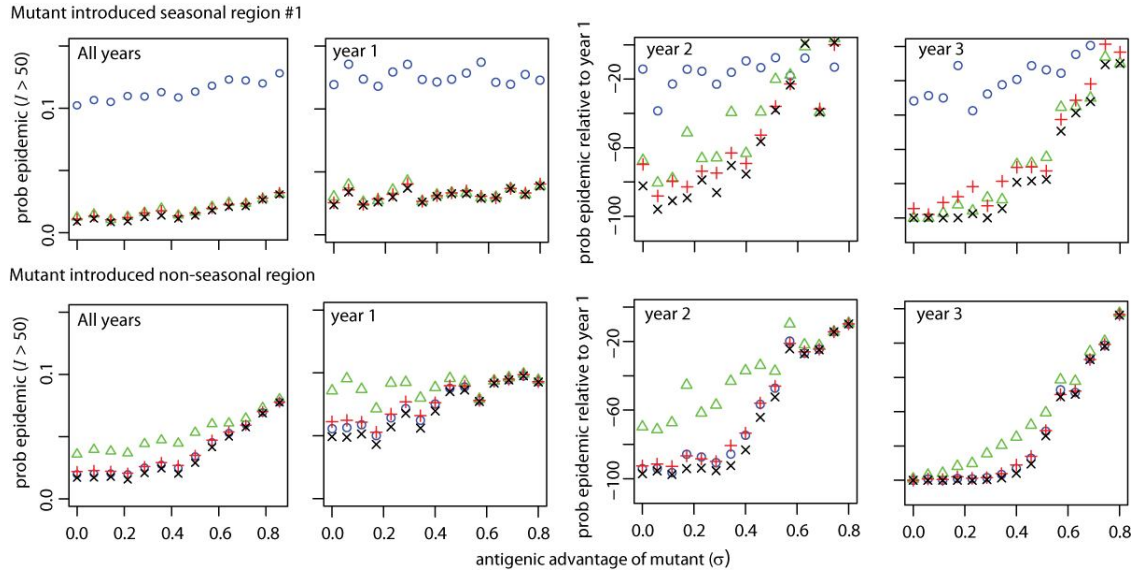 Mutant introduced seasonal region #1
prob epidemic (I > 50)
0.1
0.0
All years
year 1
prob epidemic relative to year 1
−20
−60
−100
year 2
year 3
Mutant introduced non-seasonal region
prob epidemic (I > 50)
0.1
0.0
All years
year 1
prob epidemic relative to year 1
−20
−60
−100
year 2
year 3
0.0 0.2 0.4 0.6 0.8
0.0 0.2 0.4 0.6 0.8
0.0 0.2 0.4 0.6 0.8
0.0 0.2 0.4 0.6 0.8
antigenic advantage of mutant (σ)